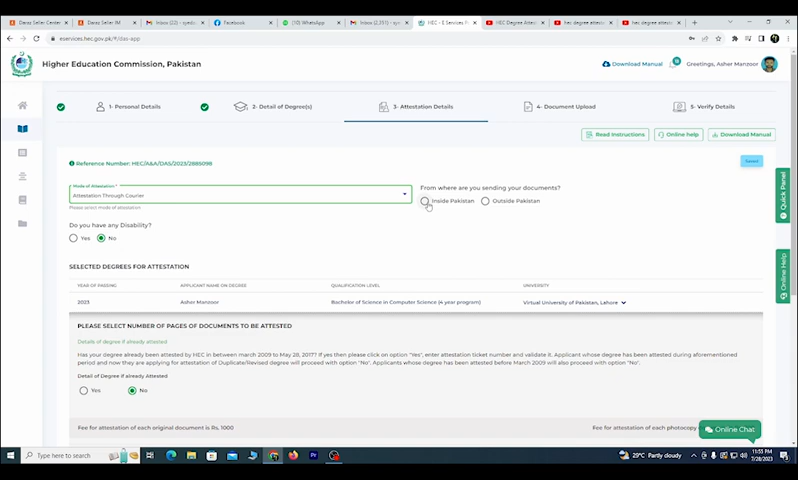 Daraz Seller Center
Daraz Seller IM
Inbox (22) - syedi
Facebook
(10) WhatsApp
Inbox (2,351) - sye
HEC - E Services P
HEC Degree Attes
hec degree attes
hec degree attes
eservices.hec.gov.pk/#/das-app
Higher Education Commission, Pakistan
Download Manual
Greetings, Asher Manzoor
1- Personal Details
2- Detail of Degree(s)
3- Attestation Details
4- Document Upload
5- Verify Details
Read Instructions
Online help
Download Manual
Reference Number: HEC/A&A/DAS/2023/2885098
Saved
Mode of Attestation *
Attestation Through Courier
Please select mode of attestation
From where are you sending your documents?
Inside Pakistan
Outside Pakistan
Do you have any Disability?
Yes
No
Quick Panel
Online Help
SELECTED DEGREES FOR ATTESTATION
YEAR OF PASSING
APPLICANT NAME ON DEGREE
QUALIFICATION LEVEL
UNIVERSITY
2023
Asher Manzoor
Bachelor of Science in Computer Science (4 year program)
Virtual University of Pakistan, Lahore
PLEASE SELECT NUMBER OF PAGES OF DOCUMENTS TO BE ATTESTED
Details of degree if already attested
Has your degree already been attested by HEC in between march 2009 to May 28, 2017? If yes then please click on option "Yes", enter attestation ticket number and validate it. Applicant whose degree has been attested during aforementioned
period and now they are applying for attestation of Duplicate/Revised degree will proceed with option "No". Applicants whose degree has been attested before March 2009 will also proceed with option "No".
Detail of Degree if already Attested
Yes
No
Fee for attestation of each original document is Rs. 1000
Fee for attestation of each photocopy
Online Chat
Type here to search
29°C Partly cloudy
11:55 PM
7/28/2023